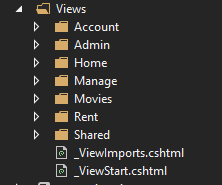 Views
Account
Admin
Home
Manage
Movies
Rent
Shared
_ViewImports.cshtml
_ViewStart.cshtml